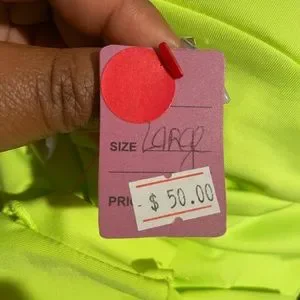 SIZE Large
PRI
$ 50.00